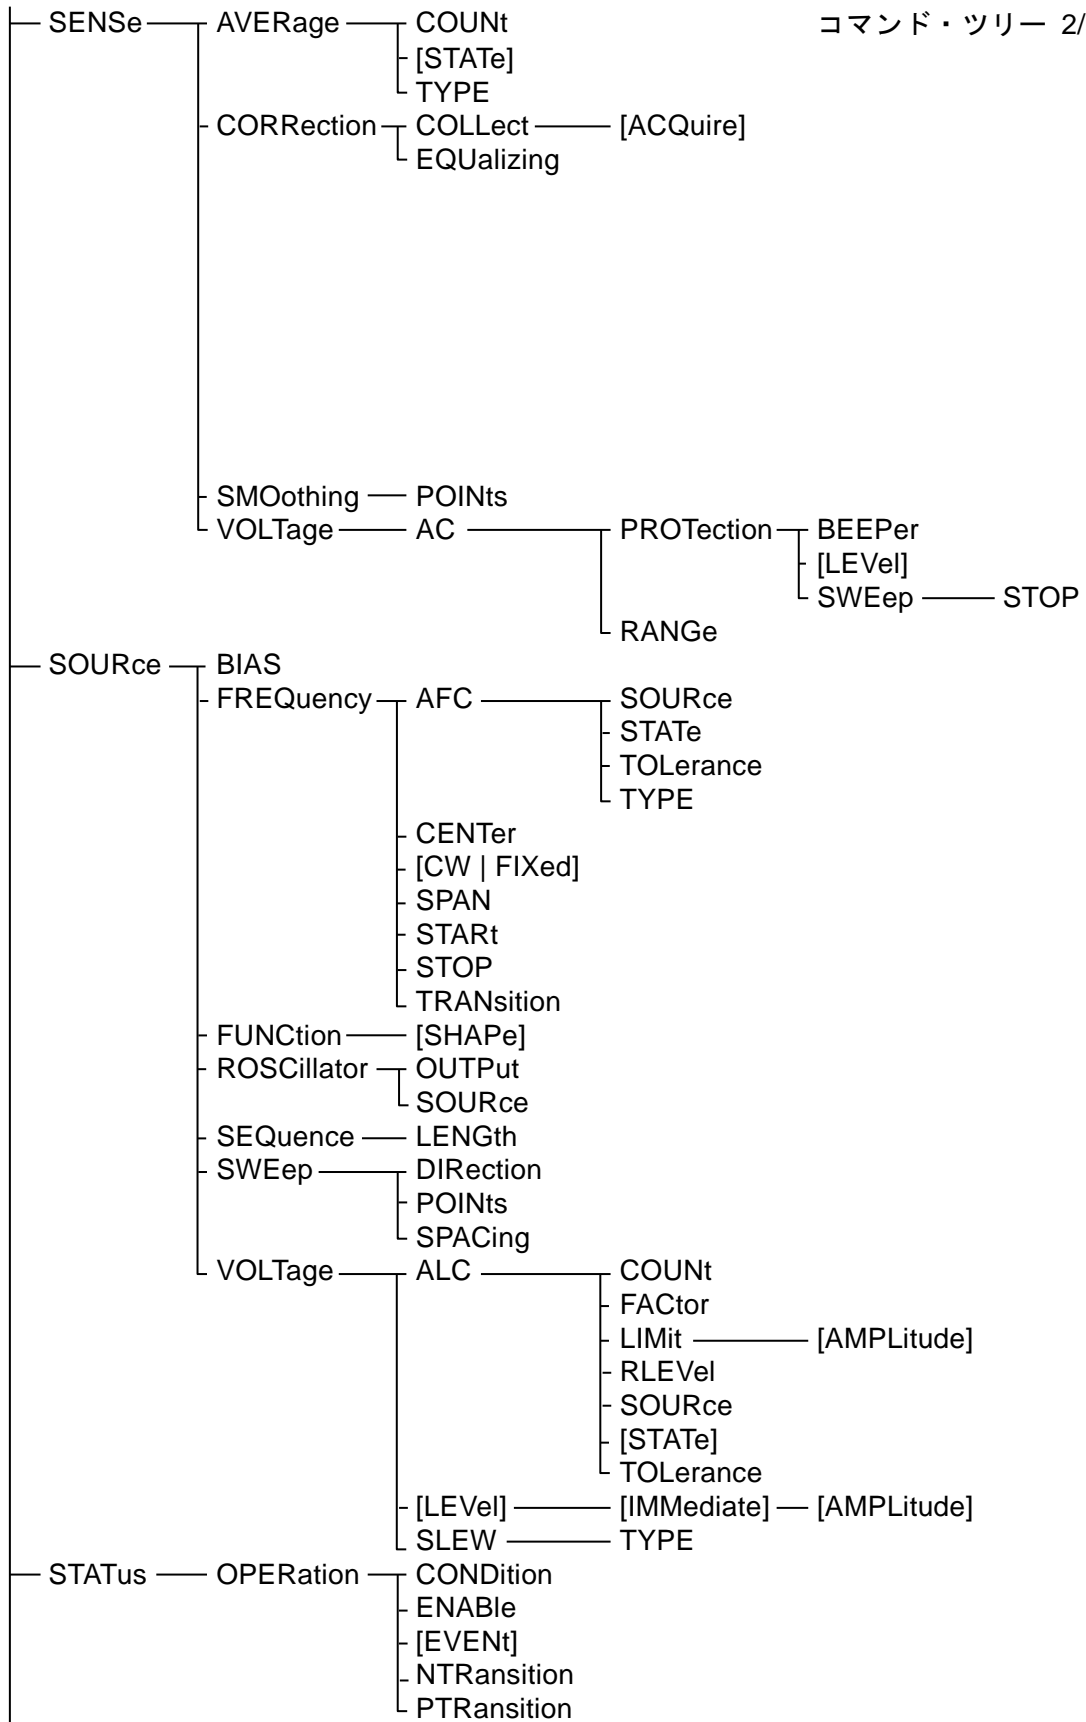 SENSe AVERage COUNt コマンド・ツリー 2/
[STATe]
TYPE
CORRection COLLect [ACQuire]
EQUalizing
SMOothing POINts
VOLTage AC PROTection BEEPer
[LEVel]
SWEep STOP
RANGe
SOURce BIAS
FREQuency AFC SOURce
STATe
TOLerance
TYPE
CENTer
[CW | FIXed]
SPAN
STARt
STOP
TRANsition
FUNCtion [SHAPe]
ROSCillator OUTPut
SOURce
SEQuence LENGth
SWEep DIRection
POINts
SPACing
VOLTage ALC COUNt
FACtor
LIMit [AMPLitude]
RLEVel
SOURce
[STATe]
TOLerance
[LEVel] [IMMediate] [AMPLitude]
SLEW TYPE
STATus OPERation CONDition
ENABle
[EVENt]
NTRansition
PTRansition